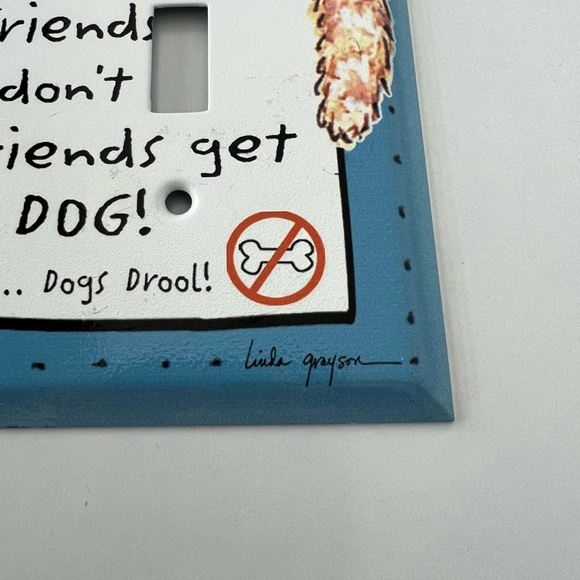 riends
don't
riends get
DOG!
... Dogs Drool!
Linda Grayson